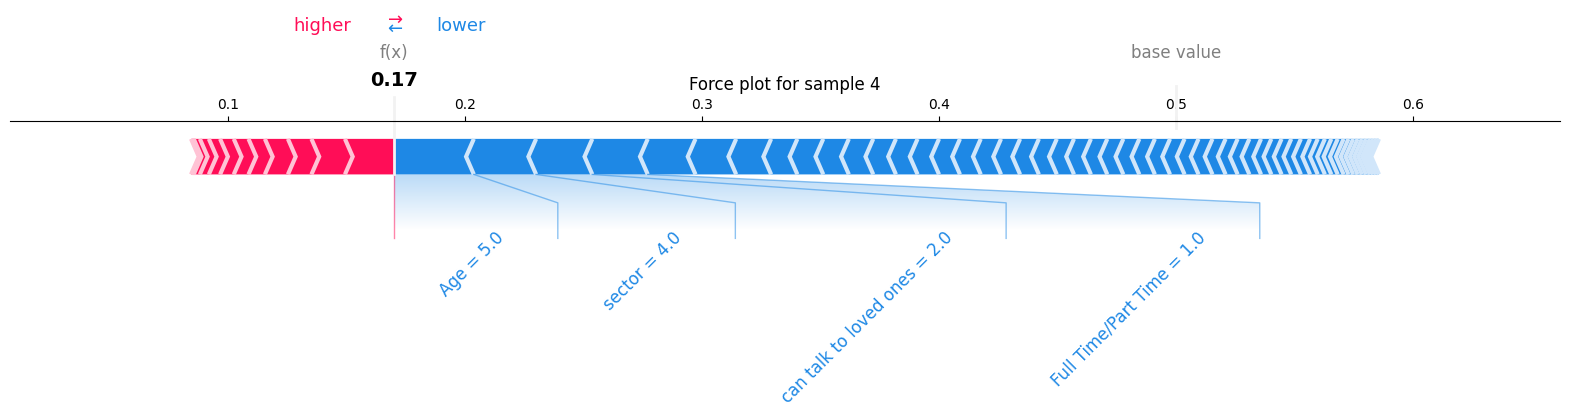 higher ⇄ lower
f(x)
base value
0.17
Force plot for sample 4
0.1 0.2 0.3 0.4 0.5 0.6
Age = 5.0
sector = 4.0
can talk to loved ones = 2.0
Full Time/Part Time = 1.0